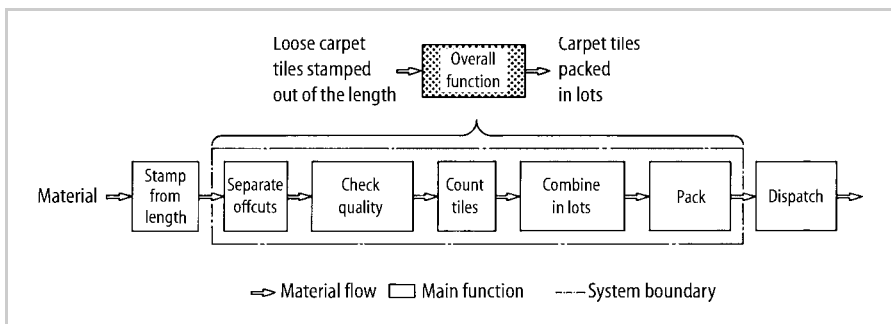 Loose carpet
tiles stamped
out of the length
Overall
function
Carpet tiles
packed
in lots
Material
Stamp
from
length
Separate
offcuts
Check
quality
Count
tiles
Combine
in lots
Pack
Dispatch
Material flow
Main function
System boundary